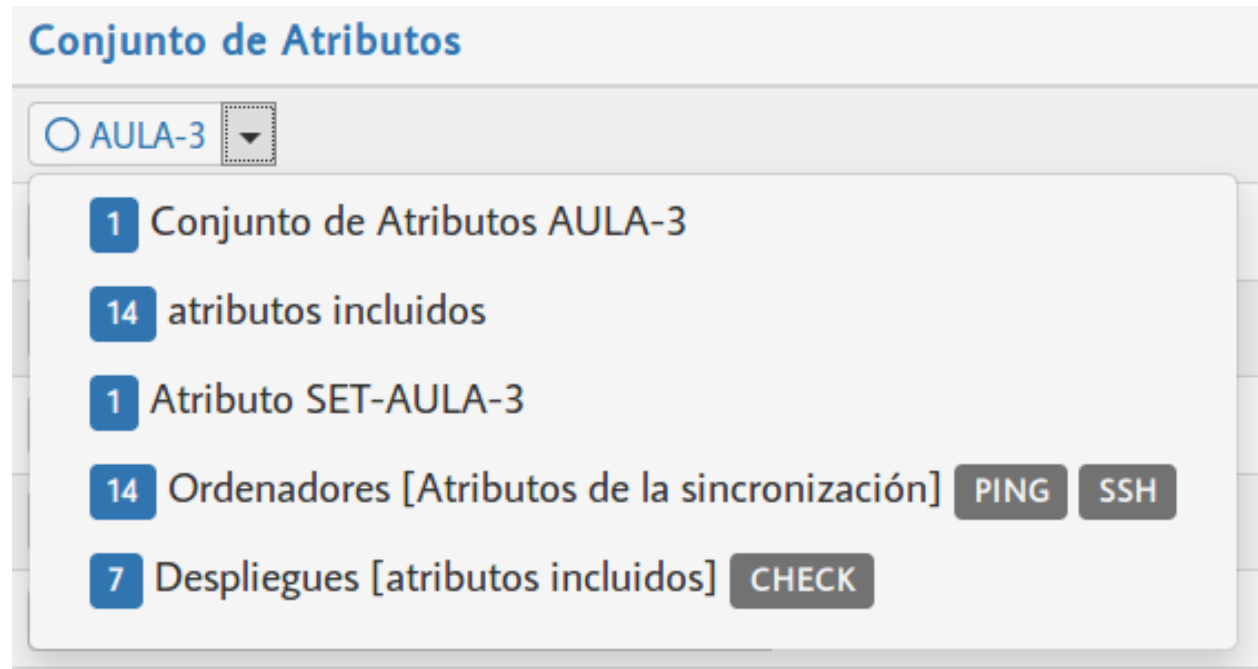 Conjunto de Atributos
AULA-3
1 Conjunto de Atributos AULA-3
14 atributos incluidos
1 Atributo SET-AULA-3
14 Ordenadores [Atributos de la sincronización] PING SSH
7 Despliegues [atributos incluidos] CHECK